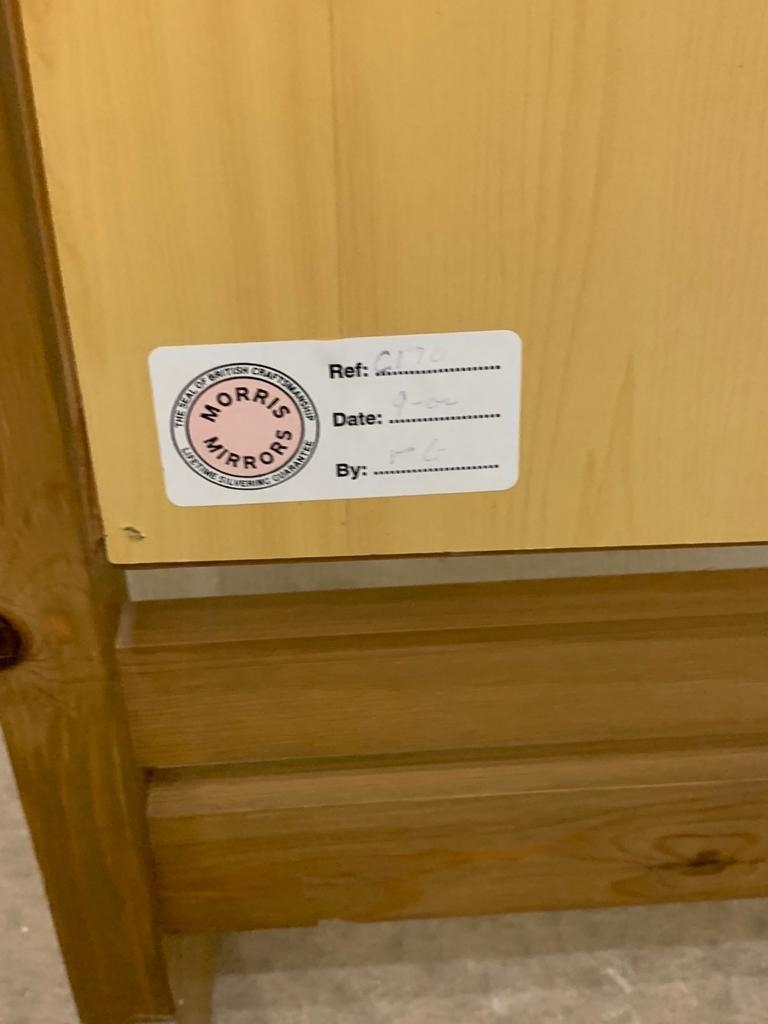 THE SEAL OF BRITISH CRAFTSMANSHIP
MORRIS
MIRRORS
LIFETIME SILVERING GUARANTEE
Ref:
Date:
By: